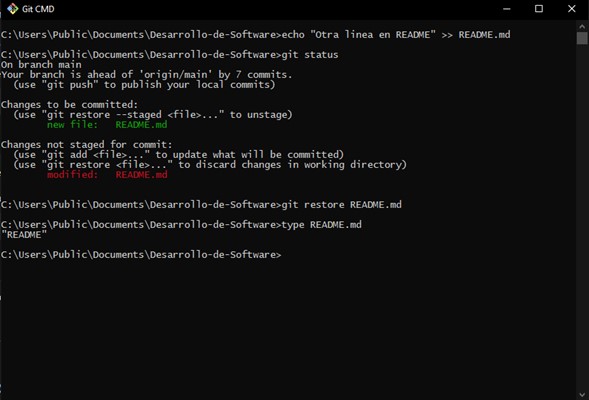 Git CMD
C:\Users\Public\Documents\Desarrollo-de-Software>echo "Otra linea en README" >> README.md
C:\Users\Public\Documents\Desarrollo-de-Software>git status
On branch main
Your branch is ahead of 'origin/main' by 7 commits.
  (use "git push" to publish your local commits)
Changes to be committed:
  (use "git restore --staged <file>..." to unstage)
        new file:   README.md
Changes not staged for commit:
  (use "git add <file>..." to update what will be committed)
  (use "git restore <file>..." to discard changes in working directory)
        modified:   README.md
C:\Users\Public\Documents\Desarrollo-de-Software>git restore README.md
C:\Users\Public\Documents\Desarrollo-de-Software>type README.md
"README"
C:\Users\Public\Documents\Desarrollo-de-Software>